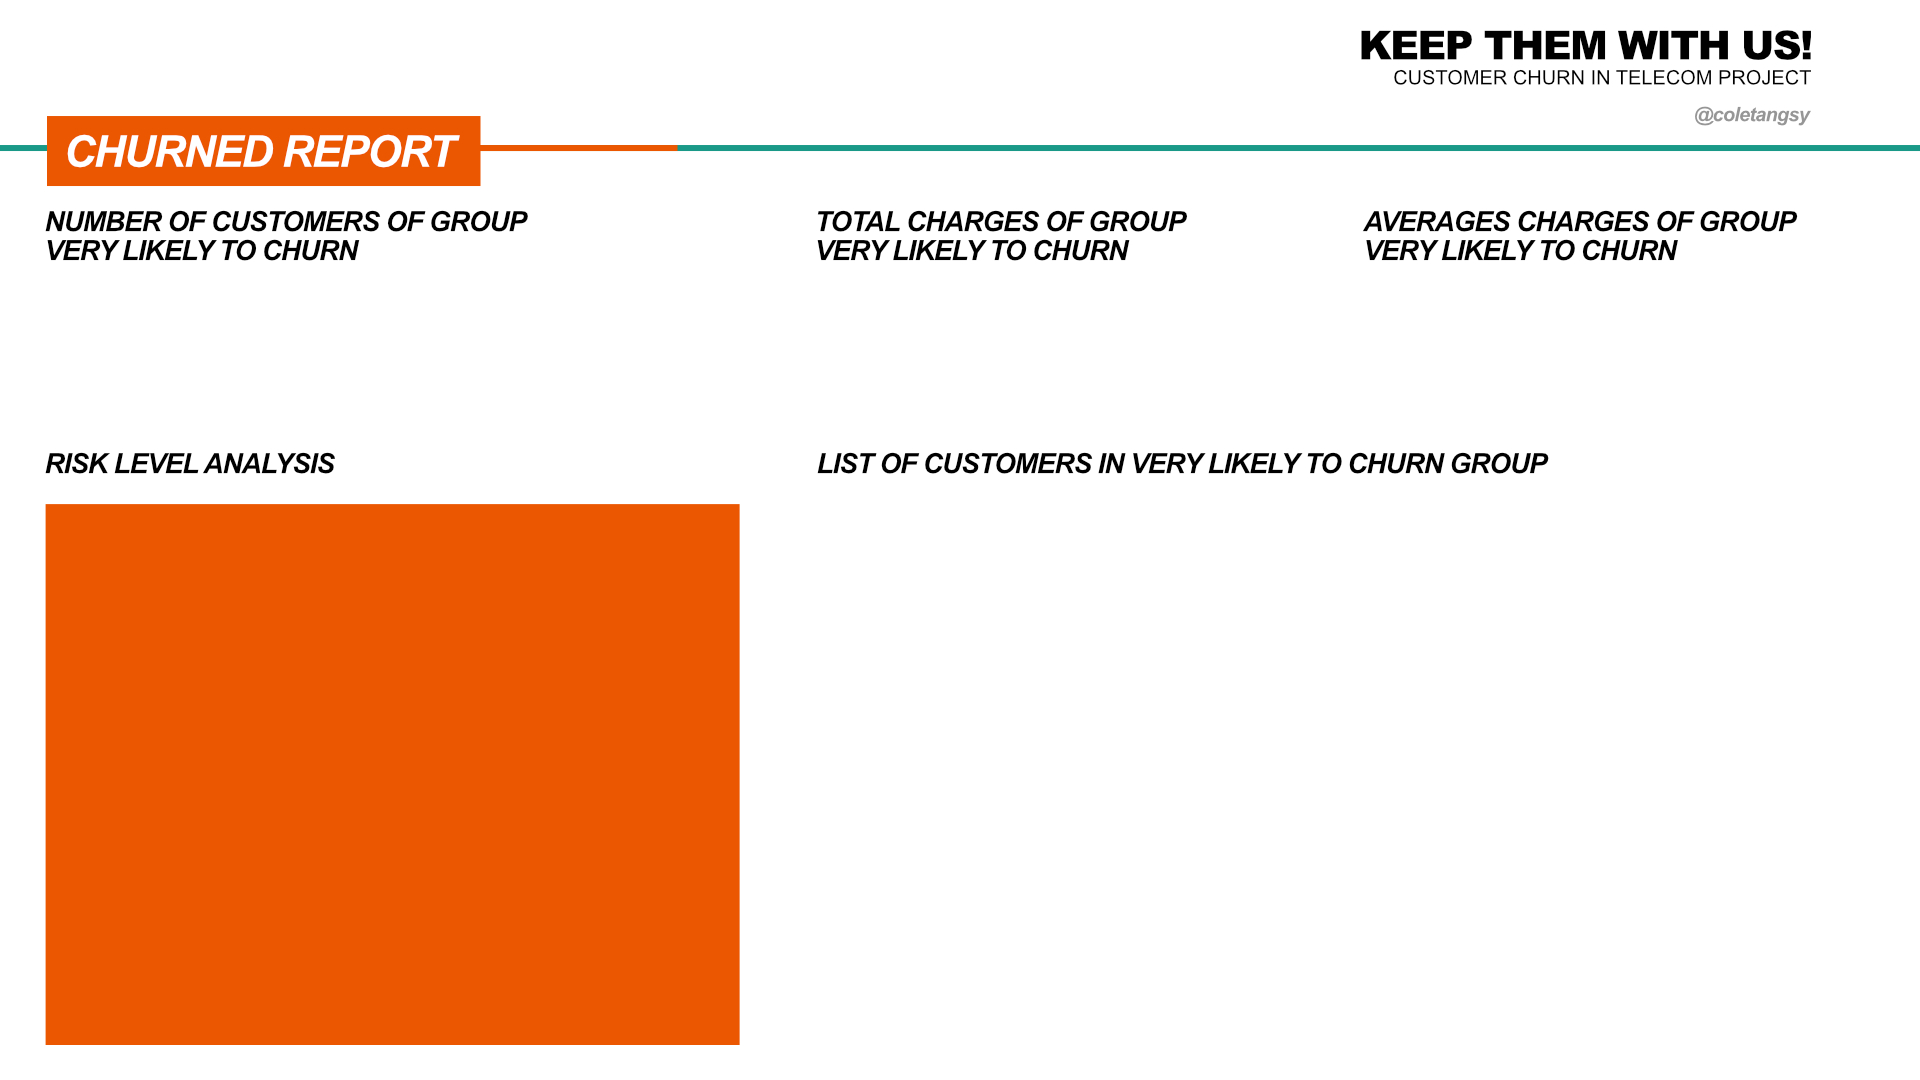 KEEP THEM WITH US!
CUSTOMER CHURN IN TELECOM PROJECT
@coletangsy
CHURNED REPORT
NUMBER OF CUSTOMERS OF GROUP
VERY LIKELY TO CHURN
TOTAL CHARGES OF GROUP
VERY LIKELY TO CHURN
AVERAGES CHARGES OF GROUP
VERY LIKELY TO CHURN
RISK LEVEL ANALYSIS
LIST OF CUSTOMERS IN VERY LIKELY TO CHURN GROUP